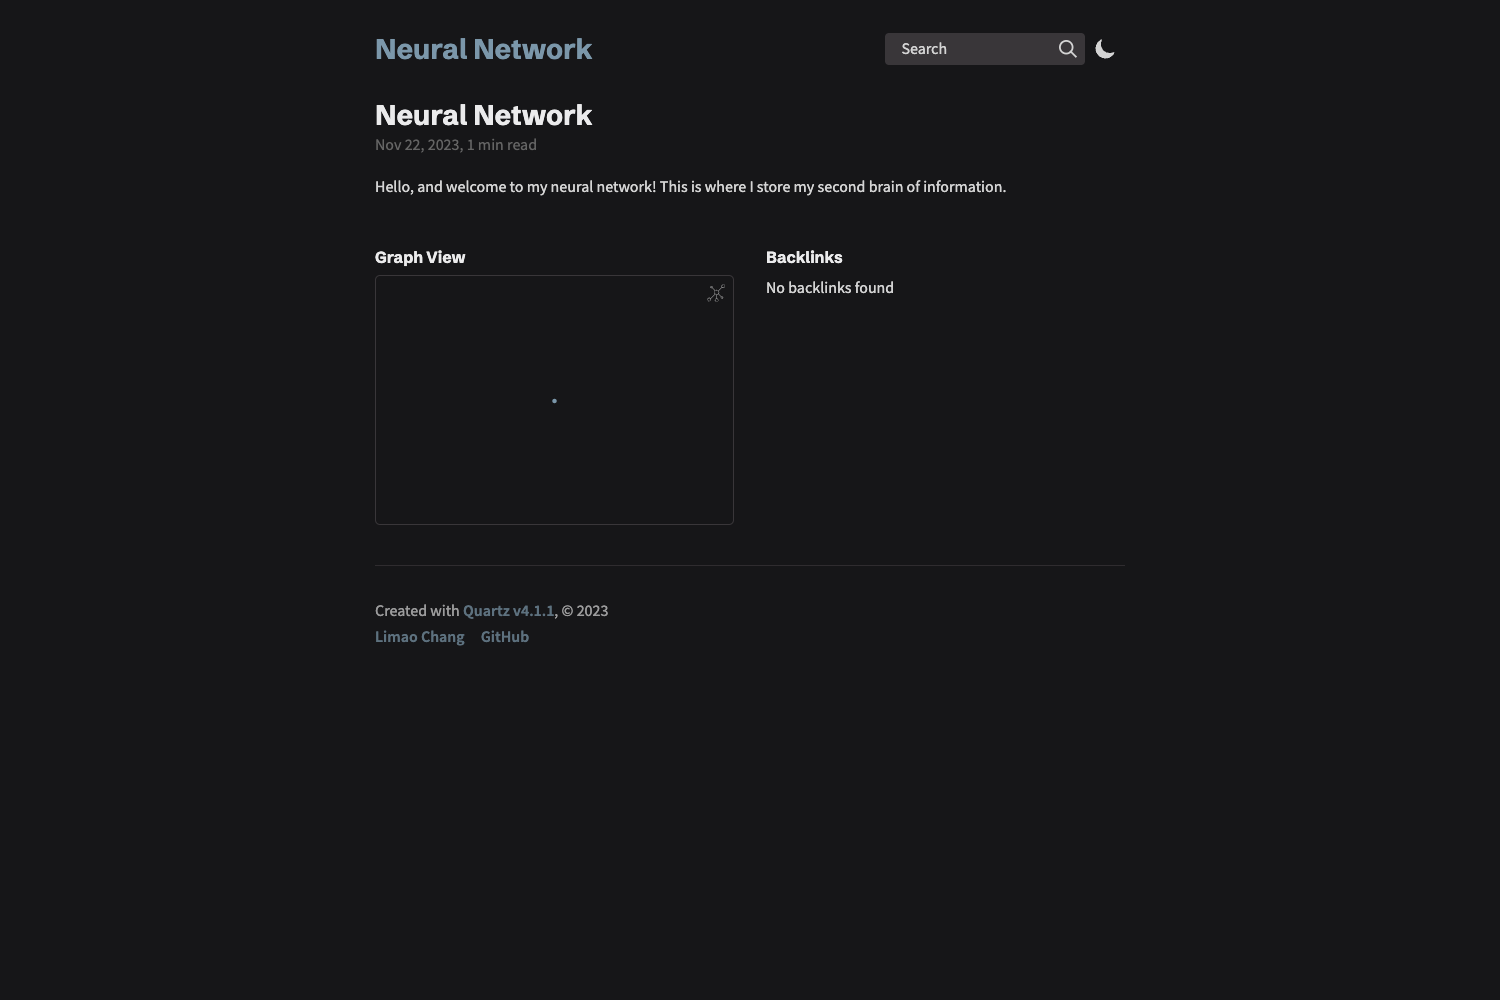 Neural Network
Search
Neural Network
Nov 22, 2023, 1 min read
Hello, and welcome to my neural network! This is where I store my second brain of information.
Graph View
Backlinks
No backlinks found
Created with Quartz v4.1.1, © 2023
Limao Chang GitHub